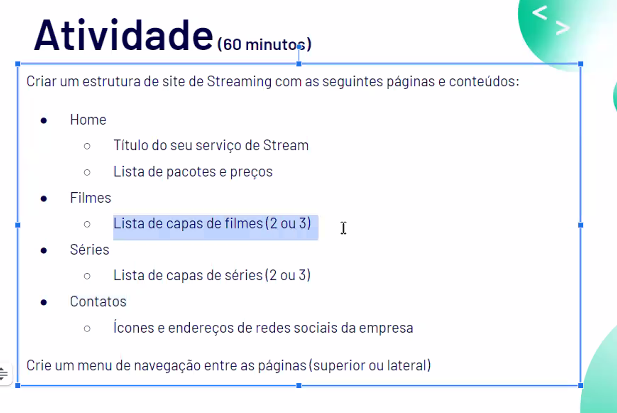 Atividade (60 minutos)
Criar um estrutura de site de Streaming com as seguintes páginas e conteúdos:
● Home
○ Título do seu serviço de Stream
○ Lista de pacotes e preços
● Filmes
○ Lista de capas de filmes (2 ou 3)
● Séries
○ Lista de capas de séries (2 ou 3)
● Contatos
○ Ícones e endereços de redes sociais da empresa
Crie um menu de navegação entre as páginas (superior ou lateral)